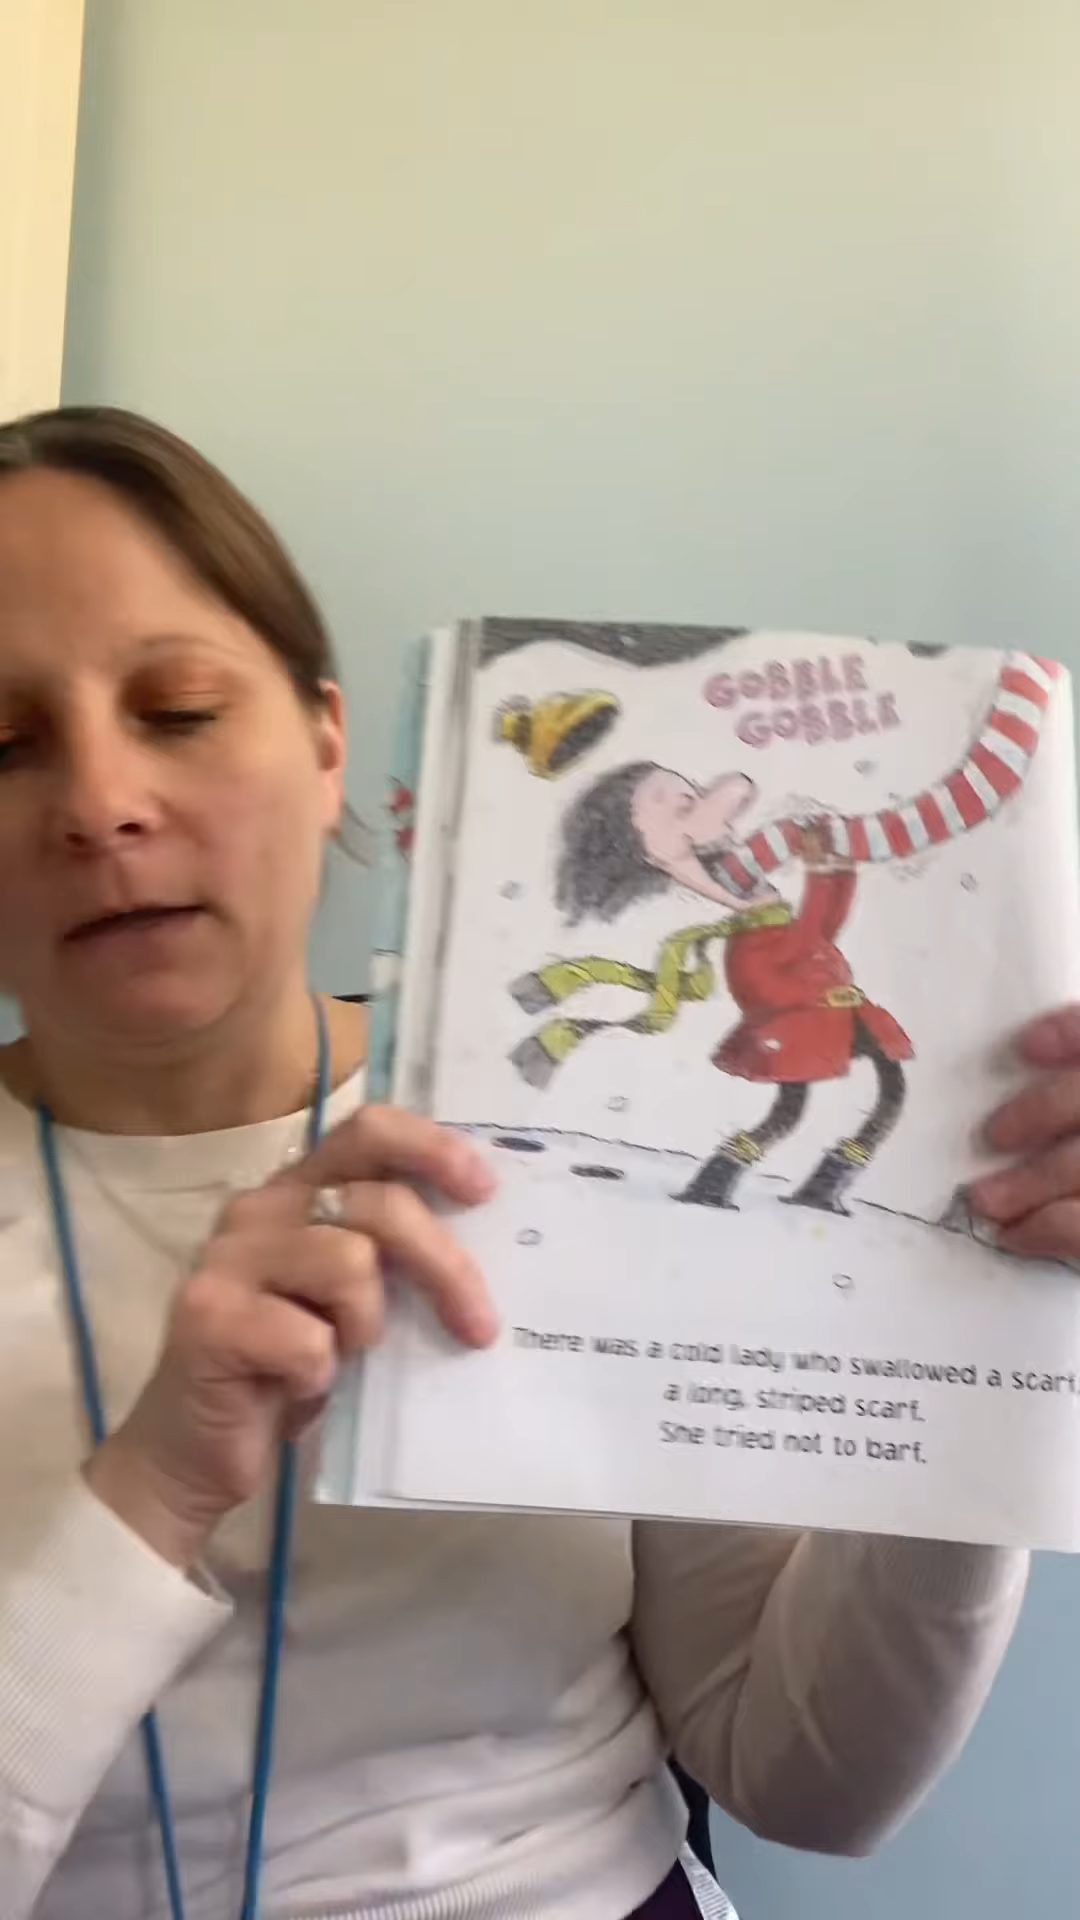 GOBBLE
GOBBLE
There was a cold lady who swallowed a scarf,
a long, striped scarf.
She tried not to barf.